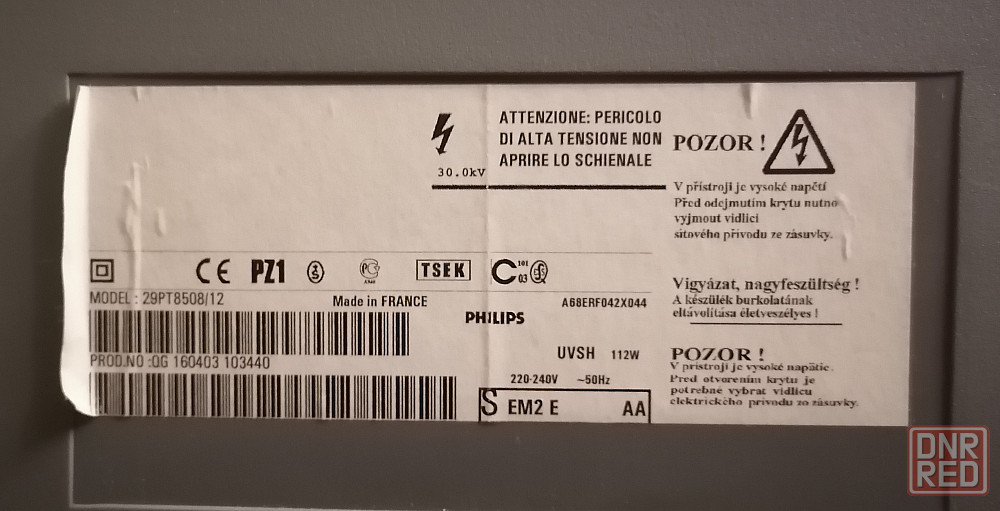 ATTENZIONE: PERICOLO
DI ALTA TENSIONE NON
APRIRE LO SCHIENALE
30.0kV
POZOR !
V přístroji je vysoké napětí
Před odejmutím krytu nutno
vyjmout vidlici
síťového přívodu ze zásuvky.
CE PZ1 TSEK 101 03
MODEL : 29PT8508/12
Made in FRANCE
A68ERF042X044
PHILIPS
Vigyázat, nagyfeszültség !
A készülék burkolatának
eltávolítása életveszélyes !
PROD.NO :QG 160403 103440
UVSH 112W
220-240V ~50Hz
S EM2 E AA
POZOR !
V prístroji je vysoké napätie.
Pred otvorením krytu je
potrebné vybrať vidlicu
elektrického prívodu zo zásuvky.
DNR
RED